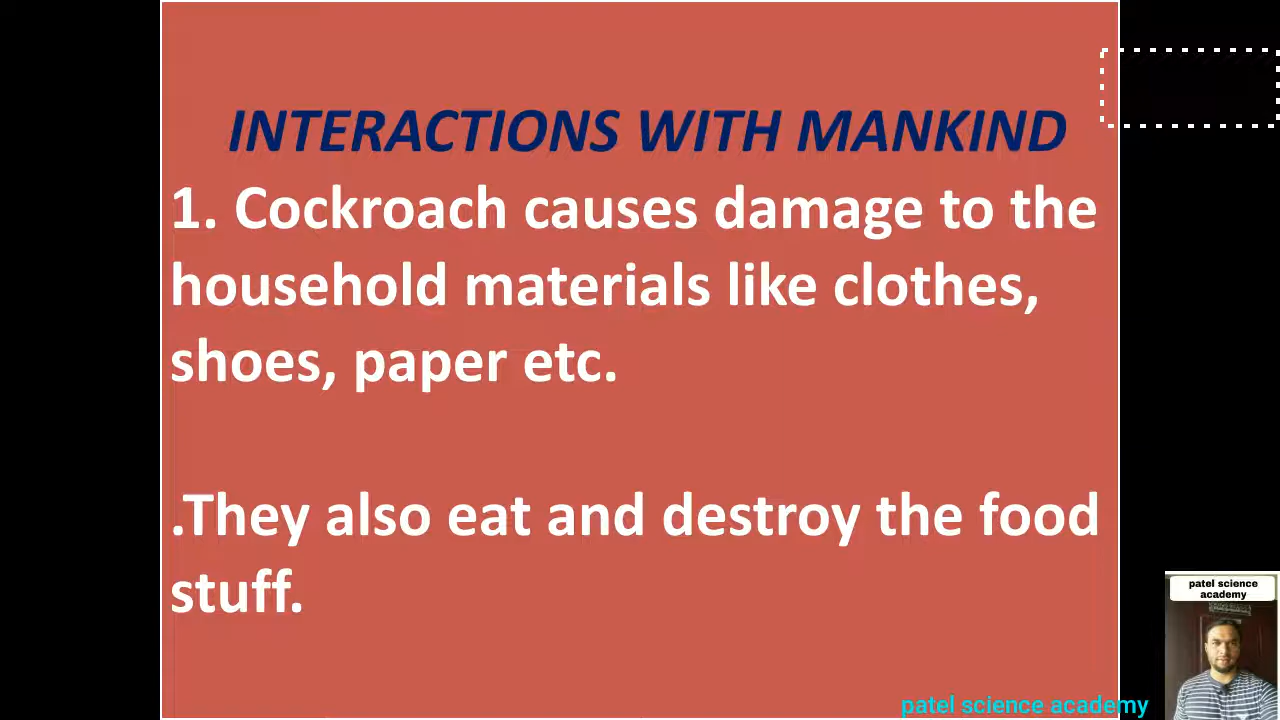 INTERACTIONS WITH MANKIND
1. Cockroach causes damage to the
household materials like clothes,
shoes, paper etc.
.They also eat and destroy the food
stuff.
patel science
academy
patel science academy